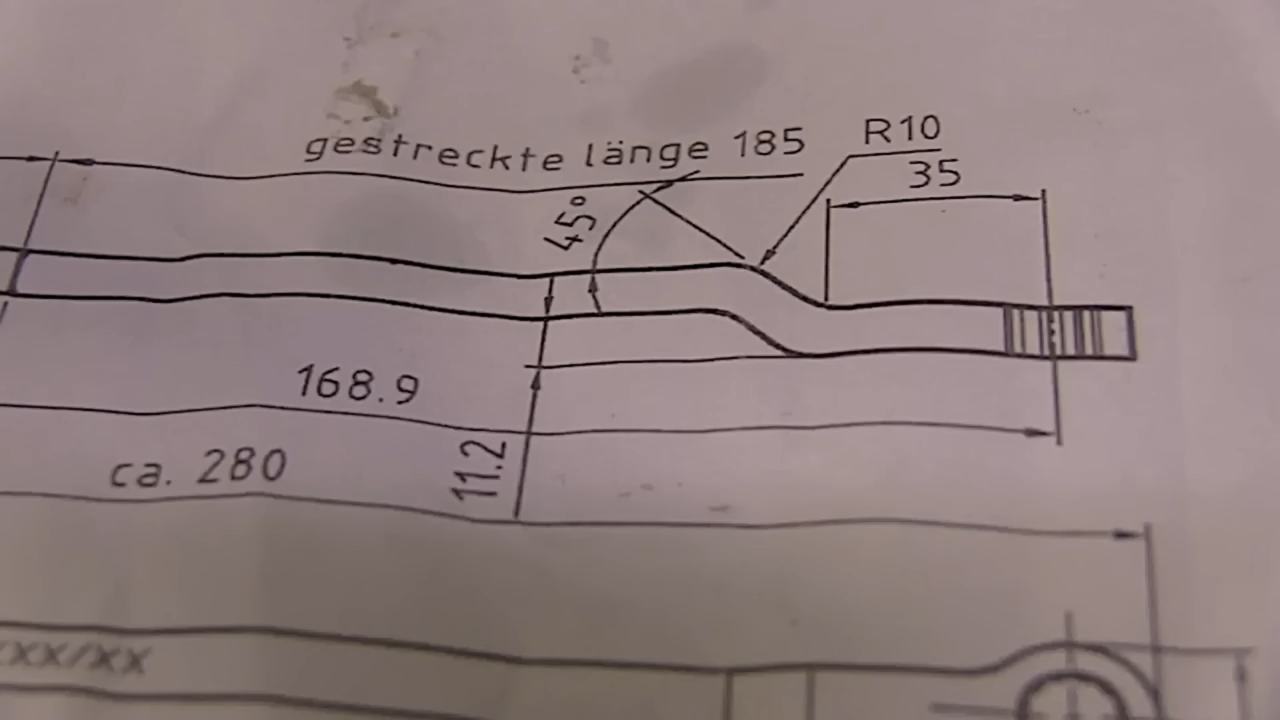 gestreckte länge 185
R10
35
45°
168.9
ca. 280
11.2
XX/XX